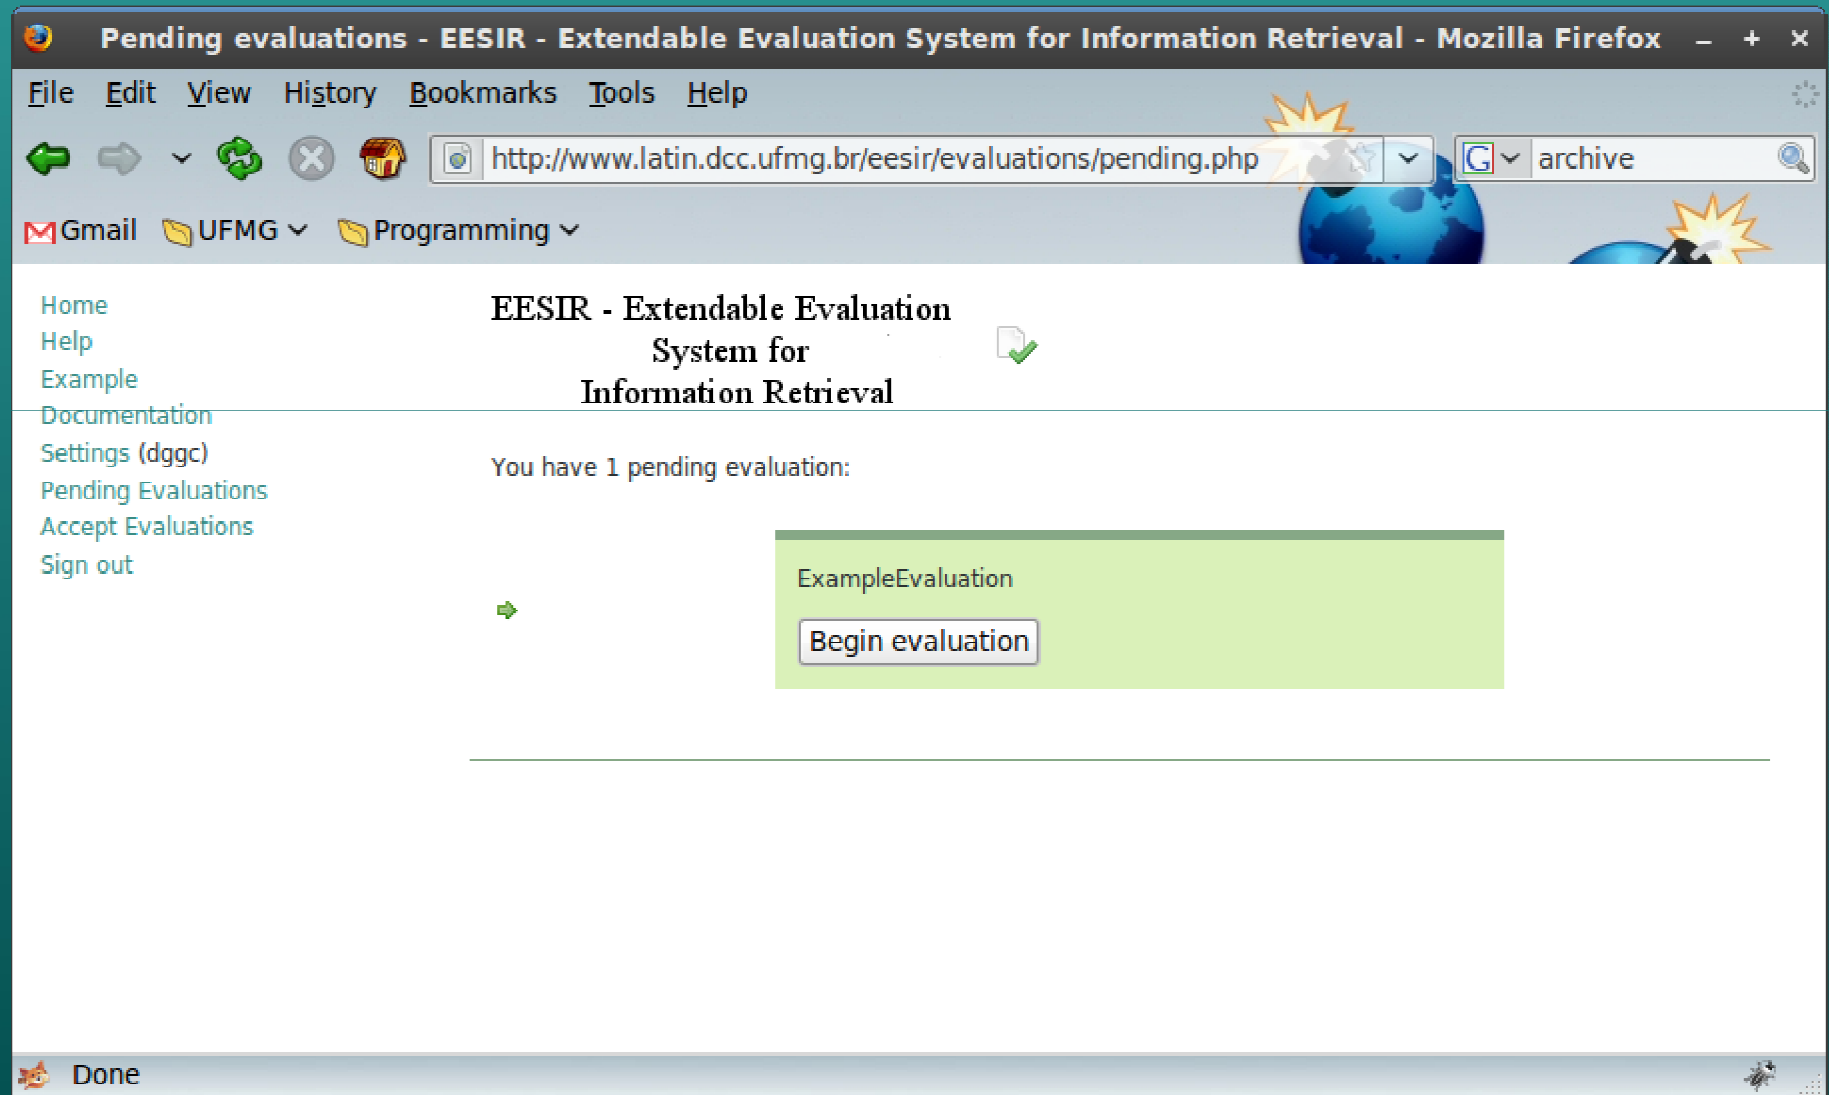 Pending evaluations - EESIR - Extendable Evaluation System for Information Retrieval - Mozilla Firefox
File Edit View History Bookmarks Tools Help
http://www.latin.dcc.ufmg.br/eesir/evaluations/pending.php
G archive
Gmail UFMG Programming
Home
Help
Example
Documentation
Settings (dggc)
Pending Evaluations
Accept Evaluations
Sign out
EESIR - Extendable Evaluation
System for
Information Retrieval
You have 1 pending evaluation:
ExampleEvaluation
Begin evaluation
Done